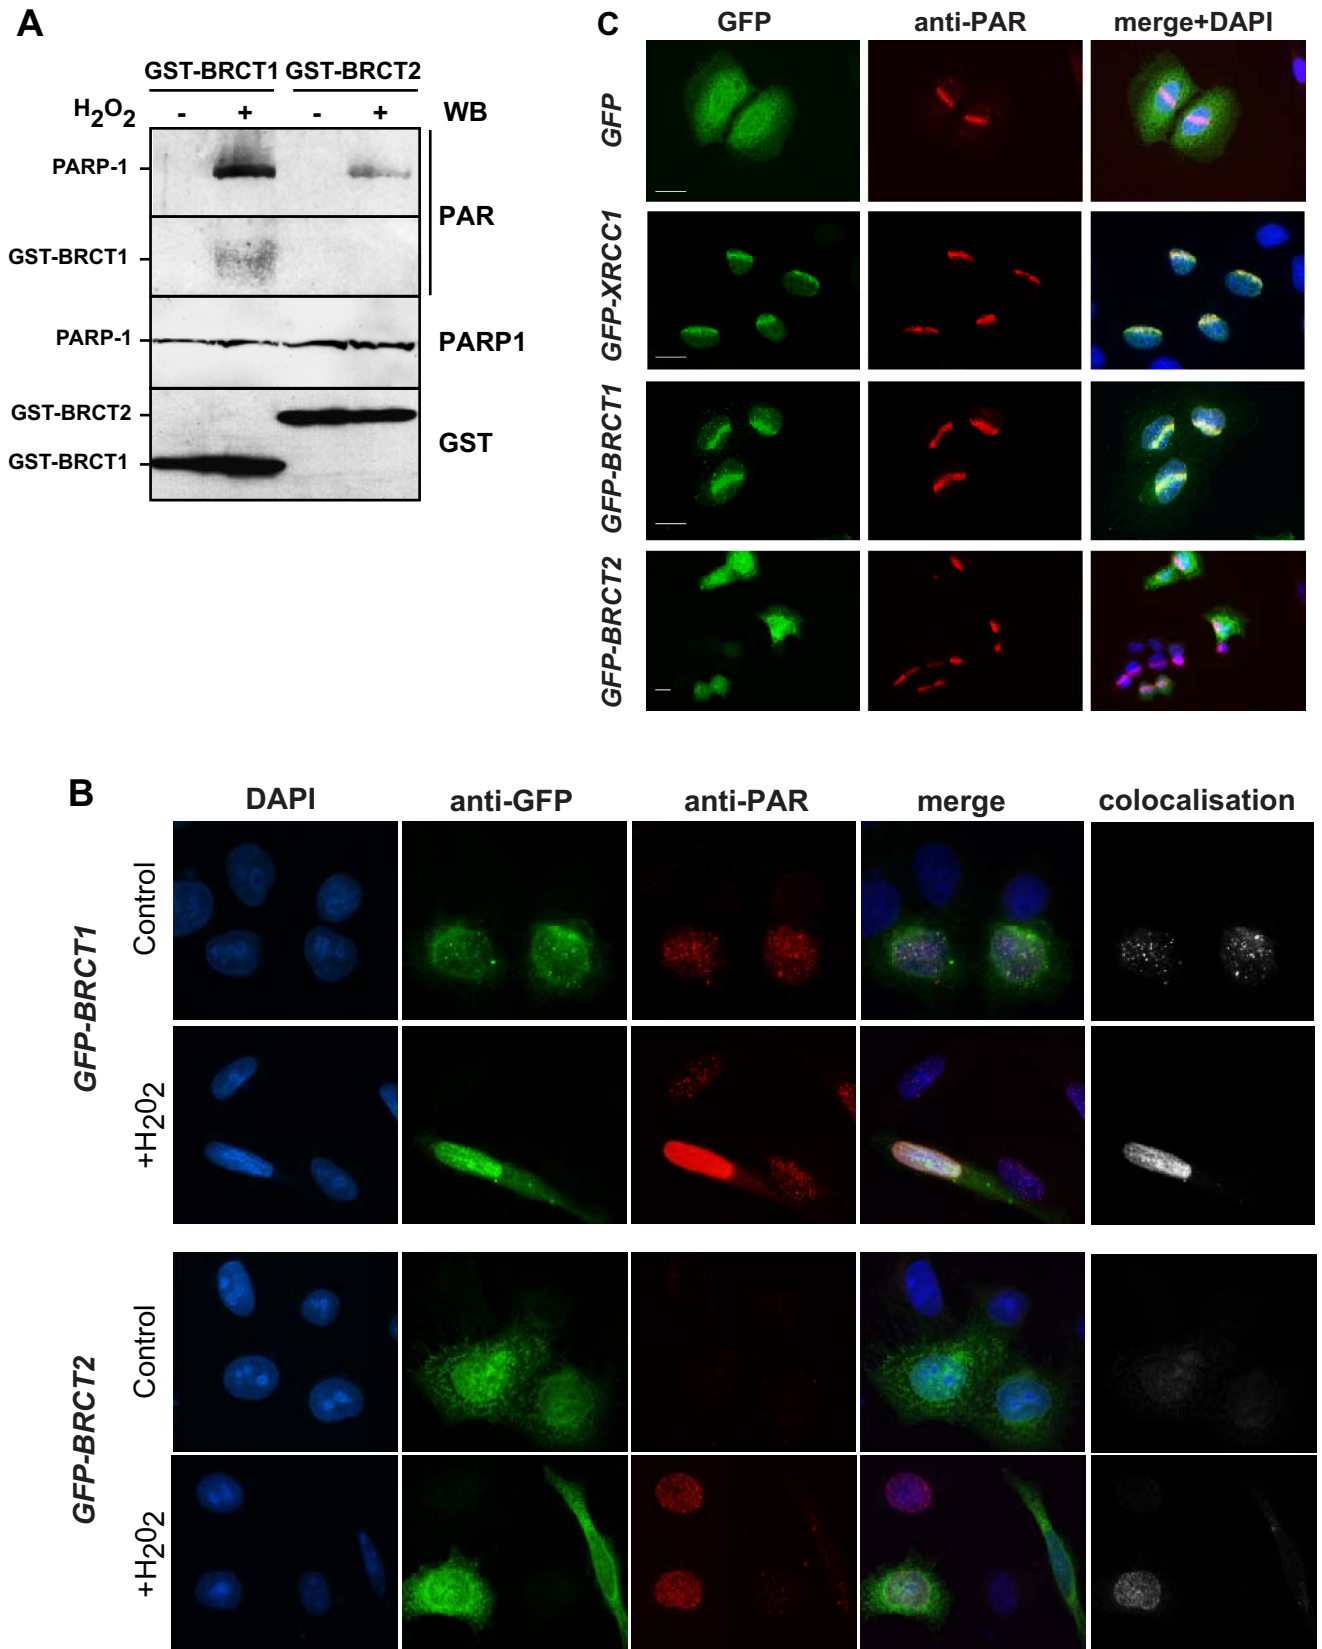 A
GST-BRCT1 GST-BRCT2
H2O2 - + - + WB
PARP-1
PAR
GST-BRCT1
PARP-1 PARP1
GST-BRCT2
GST
GST-BRCT1
C
GFP anti-PAR merge+DAPI
GFP
GFP-XRCC1
GFP-BRCT1
GFP-BRCT2
B
DAPI anti-GFP anti-PAR merge colocalisation
GFP-BRCT1
Control
+H2O2
GFP-BRCT2
Control
+H2O2